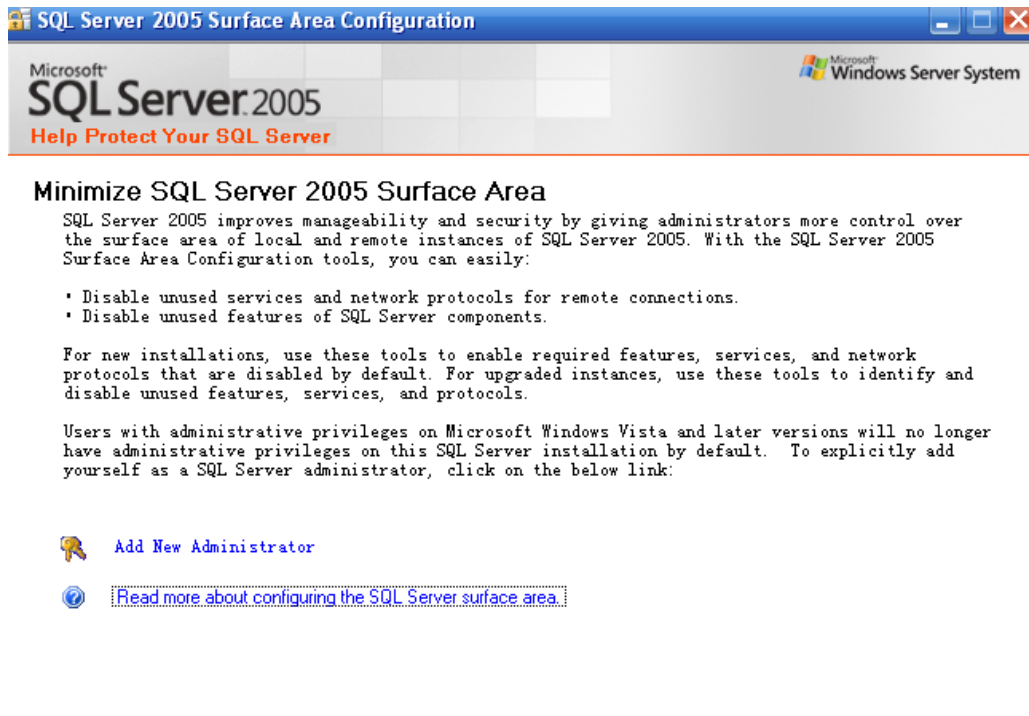 SQL Server 2005 Surface Area Configuration
Microsoft
SQL Server 2005
Help Protect Your SQL Server
Microsoft
Windows Server System
Minimize SQL Server 2005 Surface Area
SQL Server 2005 improves manageability and security by giving administrators more control over
the surface area of local and remote instances of SQL Server 2005. With the SQL Server 2005
Surface Area Configuration tools, you can easily:
• Disable unused services and network protocols for remote connections.
• Disable unused features of SQL Server components.
For new installations, use these tools to enable required features, services, and network
protocols that are disabled by default. For upgraded instances, use these tools to identify and
disable unused features, services, and protocols.
Users with administrative privileges on Microsoft Windows Vista and later versions will no longer
have administrative privileges on this SQL Server installation by default.  To explicitly add
yourself as a SQL Server administrator, click on the below link:
Add New Administrator
Read more about configuring the SQL Server surface area.